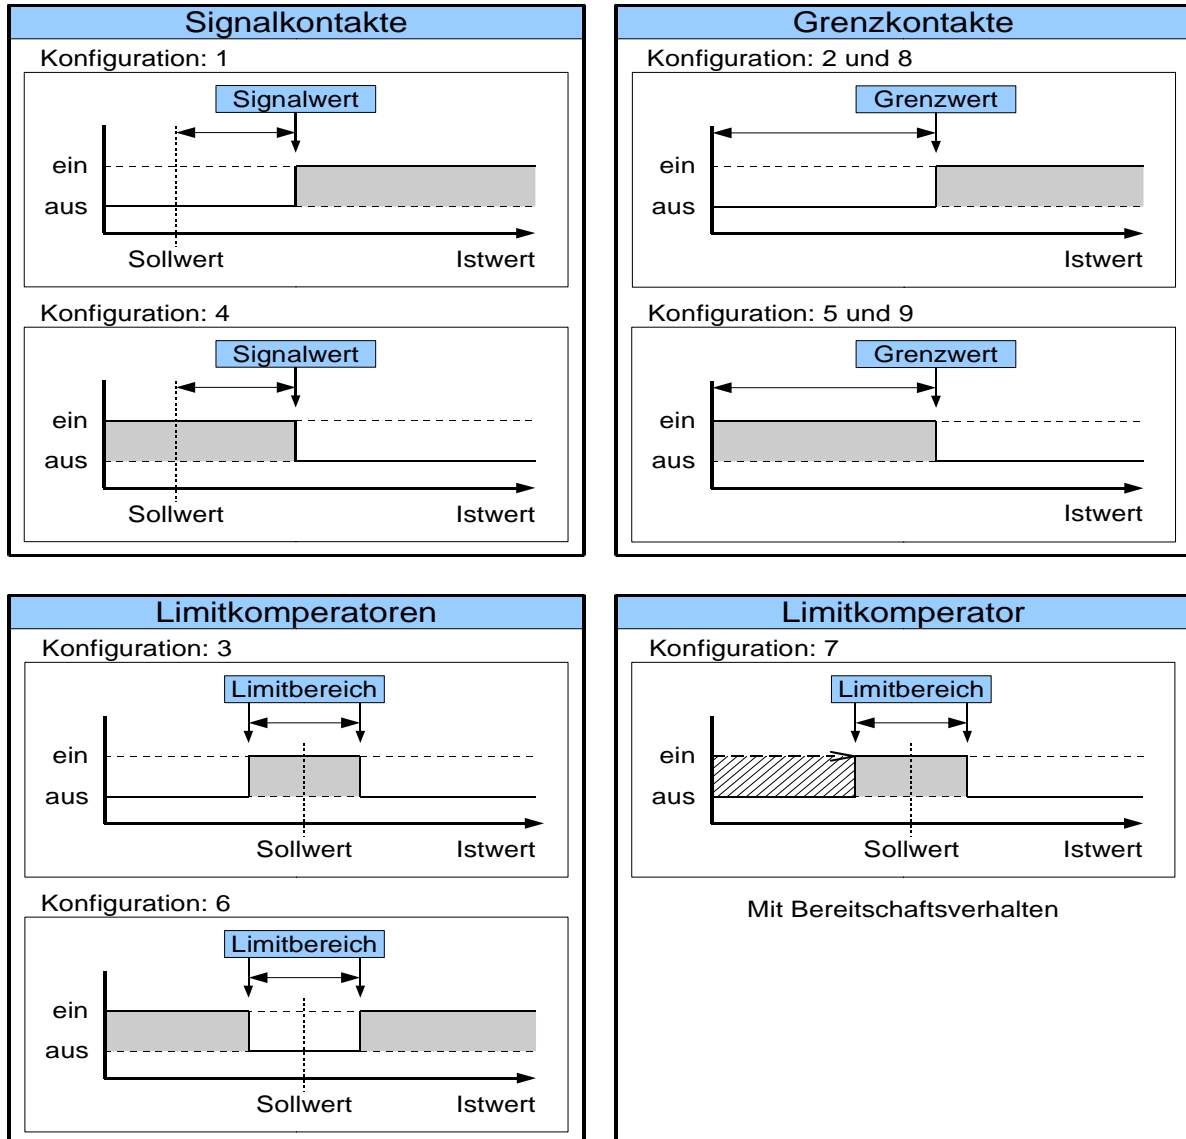 Signalkontakte
Konfiguration: 1
Signalwert
ein
aus
Sollwert Istwert
Konfiguration: 4
Signalwert
ein
aus
Sollwert Istwert
Grenzkontakte
Konfiguration: 2 und 8
Grenzwert
ein
aus
Istwert
Konfiguration: 5 und 9
Grenzwert
ein
aus
Istwert
Limitkomperatoren
Konfiguration: 3
Limitbereich
ein
aus
Sollwert Istwert
Konfiguration: 6
Limitbereich
ein
aus
Sollwert Istwert
Limitkomperator
Konfiguration: 7
Limitbereich
ein
aus
Sollwert Istwert
Mit Bereitschaftsverhalten